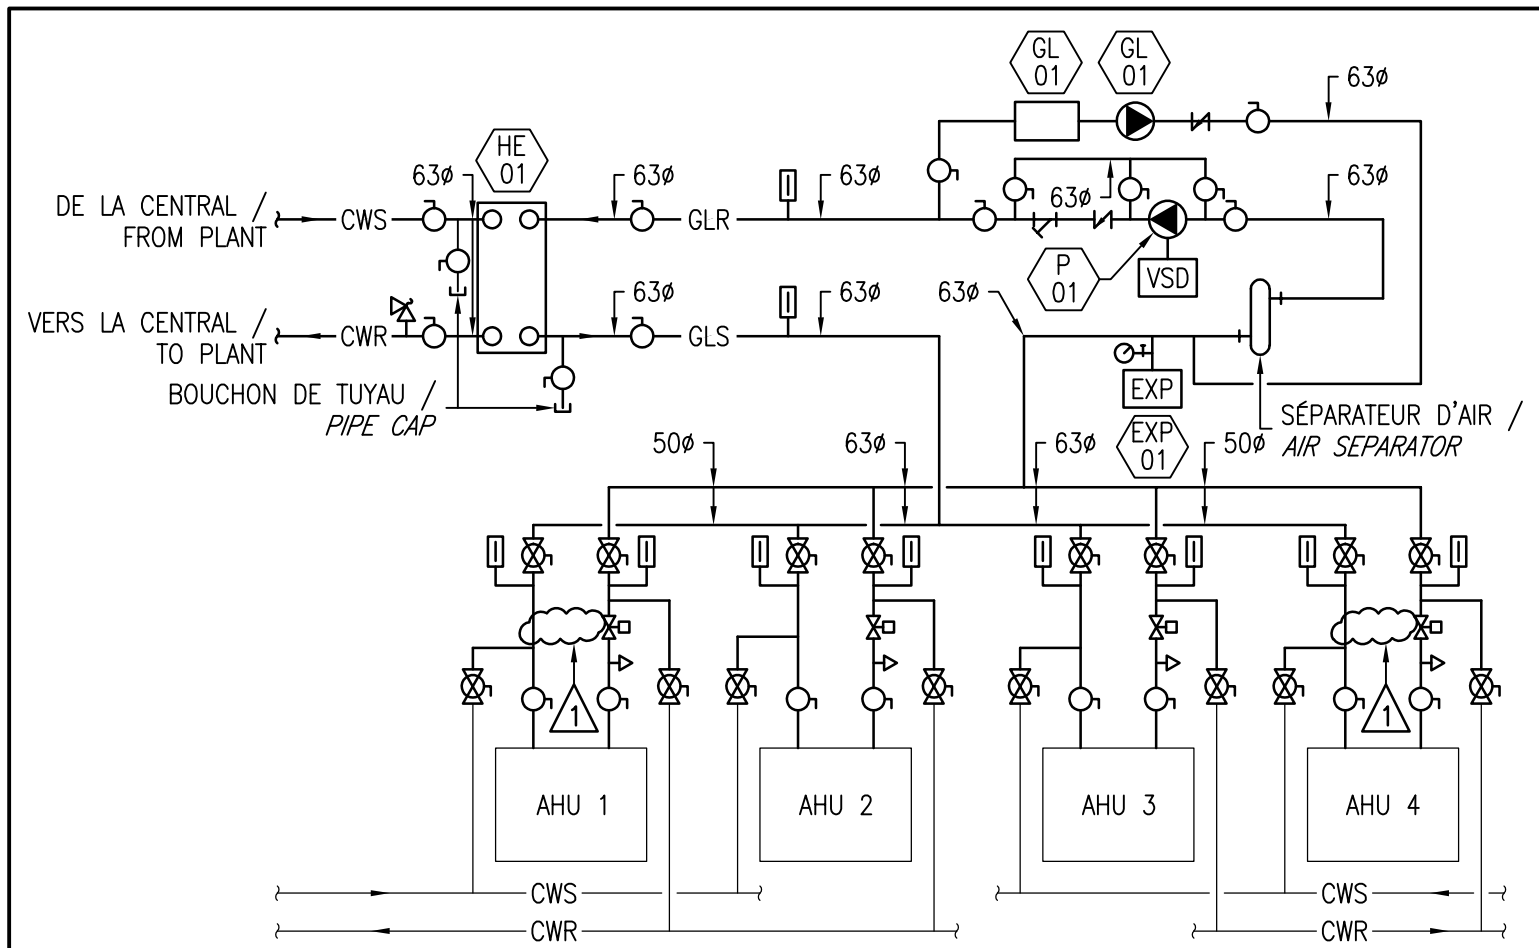 GL
01
GL
01
63ø
HE
01
63ø
63ø
63ø
63ø
63ø
DE LA CENTRAL /
FROM PLANT
CWS
GLR
P
01
VSD
63ø
63ø
63ø
VERS LA CENTRAL /
TO PLANT
CWR
GLS
BOUCHON DE TUYAU /
PIPE CAP
EXP
EXP
01
SÉPARATEUR D'AIR /
AIR SEPARATOR
50ø
63ø
63ø
50ø
1
1
AHU 1
AHU 2
AHU 3
AHU 4
CWS
CWS
CWR
CWR